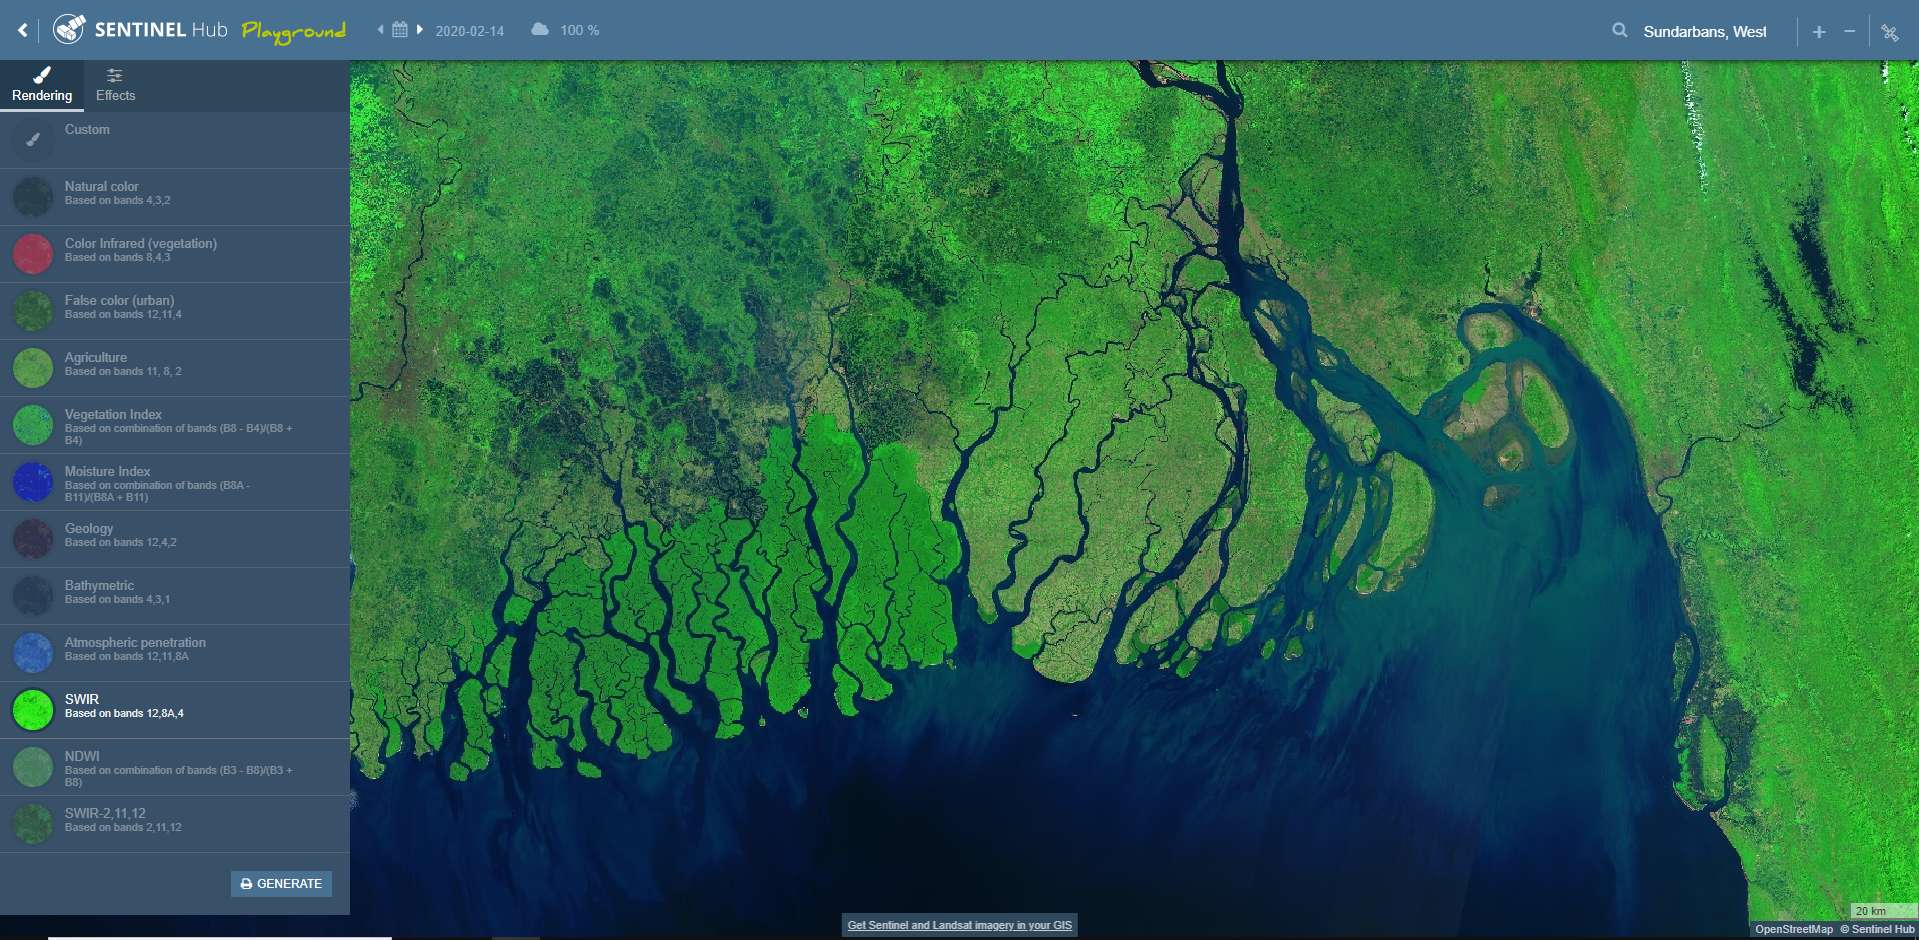 SENTINEL Hub Playground
2020-02-14
100 %
Sundarbans, West
Rendering
Effects
Custom
Natural color
Based on bands 4,3,2
Color Infrared (vegetation)
Based on bands 8,4,3
False color (urban)
Based on bands 12,11,4
Agriculture
Based on bands 11, 8, 2
Vegetation Index
Based on combination of bands (B8 - B4)/(B8 +
B4)
Moisture Index
Based on combination of bands (B8A -
B11)/(B8A + B11)
Geology
Based on bands 12,4,2
Bathymetric
Based on bands 4,3,1
Atmospheric penetration
Based on bands 12,11,8A
SWIR
Based on bands 12,8A,4
NDWI
Based on combination of bands (B3 - B8)/(B3 +
B8)
SWIR-2,11,12
Based on bands 2,11,12
GENERATE
Get Sentinel and Landsat imagery in your GIS
20 km
OpenStreetMap © Sentinel Hub